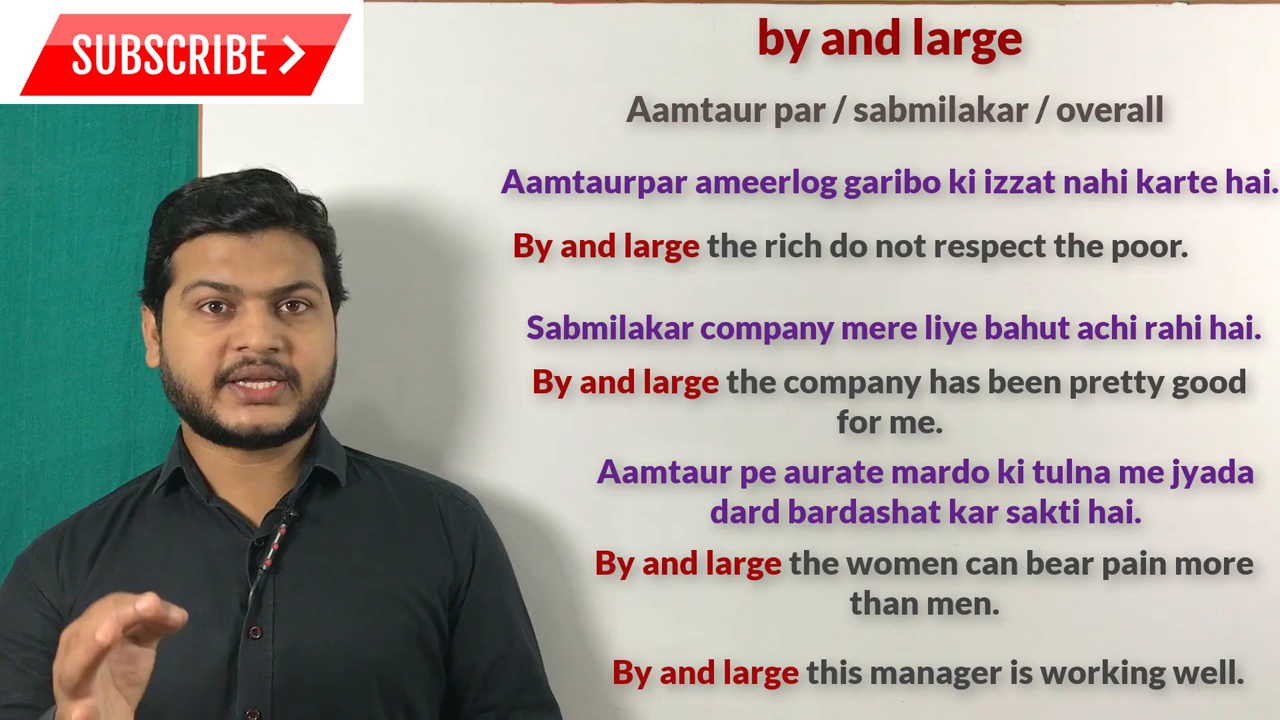 SUBSCRIBE
by and large
Aamtaur par / sabmilakar / overall
Aamtaurpar ameerlog garibo ki izzat nahi karte hai.
By and large the rich do not respect the poor.
Sabmilakar company mere liye bahut achi rahi hai.
By and large the company has been pretty good
for me.
Aamtaur pe aurate mardo ki tulna me jyada
dard bardashat kar sakti hai.
By and large the women can bear pain more
than men.
By and large this manager is working well.